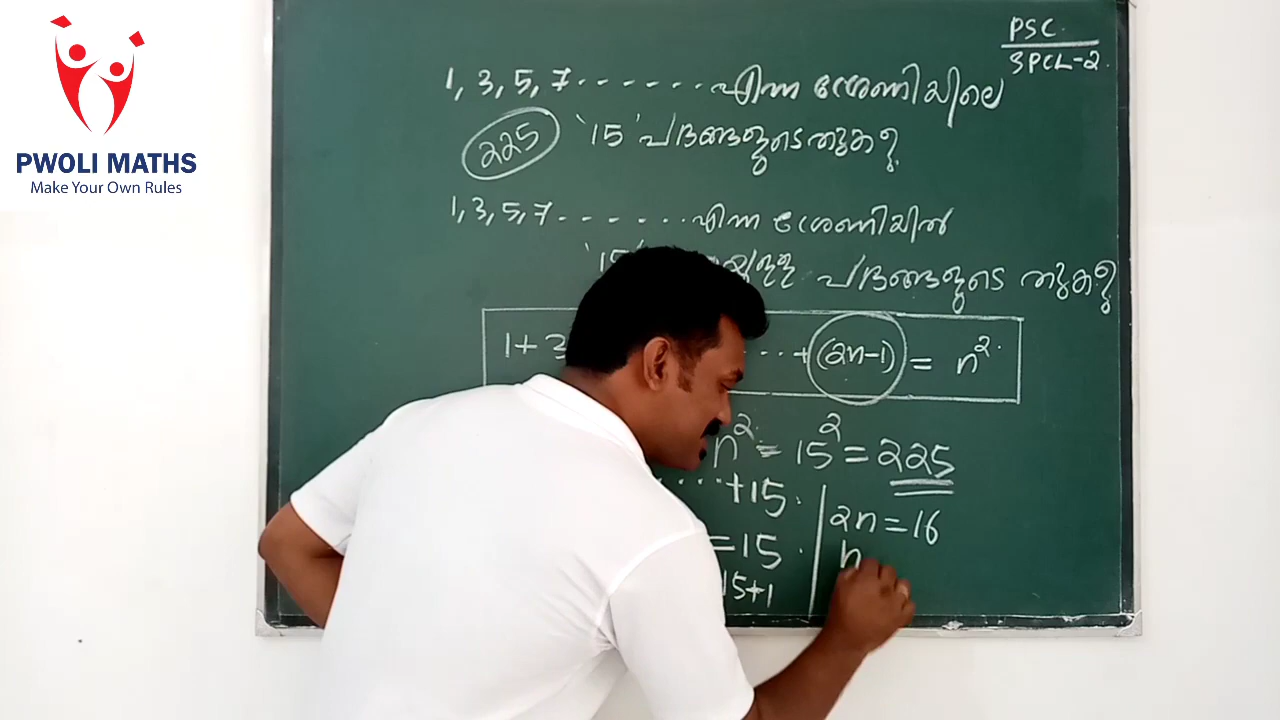 PWOLI MATHS
Make Your Own Rules
PSC
SPCL-2.
1, 3, 5, 7 - - - - - - - എന്ന ശ്രേണിയിലെ
225 '15' പദങ്ങളുടെ തുക ?
1, 3, 5, 7 - - - - - - എന്ന ശ്രേണിയിൽ
'15' പദങ്ങളുടെ തുക ?
1 + 3 ... + (2n-1) = n²
n² = 15² = 225
.... +15
= 15
15+1
2n = 16
n